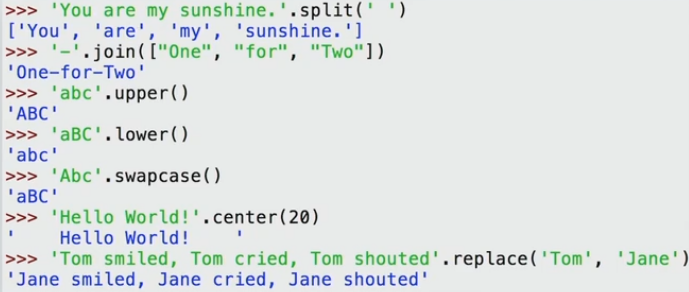 >>> 'You are my sunshine.'.split(' ')
['You', 'are', 'my', 'sunshine.']
>>> '-'.join(["One", "for", "Two"])
'One-for-Two'
>>> 'abc'.upper()
'ABC'
>>> 'aBC'.lower()
'abc'
>>> 'Abc'.swapcase()
'aBC'
>>> 'Hello World!'.center(20)
'    Hello World!    '
>>> 'Tom smiled, Tom cried, Tom shouted'.replace('Tom', 'Jane')
'Jane smiled, Jane cried, Jane shouted'